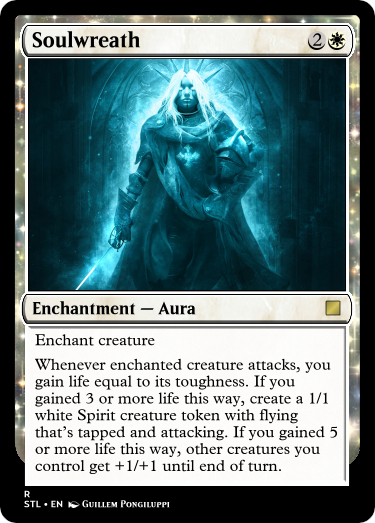 Soulwreath 2
Enchantment — Aura
Enchant creature
Whenever enchanted creature attacks, you
gain life equal to its toughness. If you
gained 3 or more life this way, create a 1/1
white Spirit creature token with flying
that's tapped and attacking. If you gained 5
or more life this way, other creatures you
control get +1/+1 until end of turn.
R
STL • EN Guillem Pongiluppi